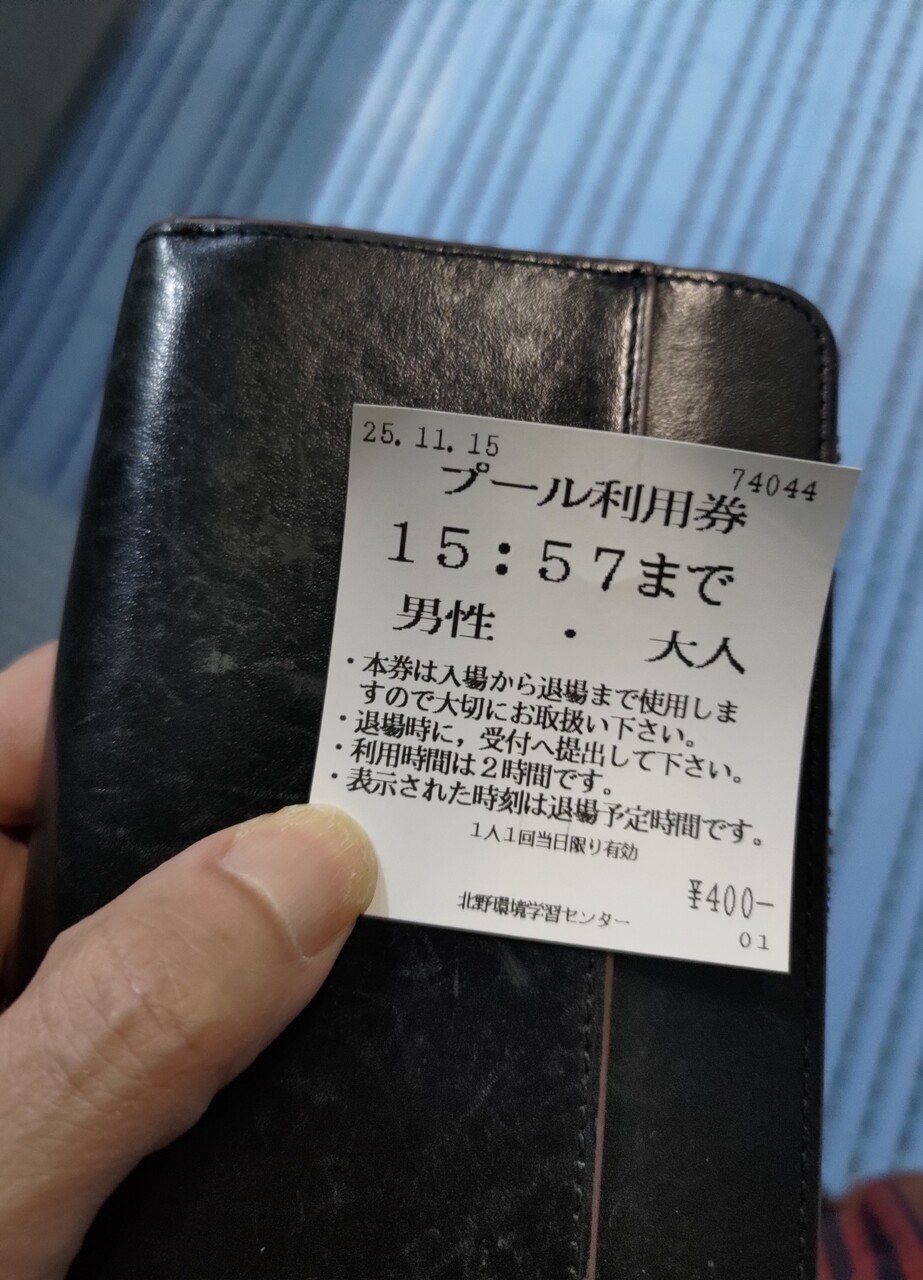 25.11.15
74044
プール利用券
15:57まで
男性 ・ 大人
・本券は入場から退場まで使用しま
すので大切にお取扱い下さい。
・退場時に，受付へ提出して下さい。
・利用時間は２時間です。
・表示された時刻は退場予定時間です。
1人1回当日限り有効
¥400-
北野環境学習センター
01